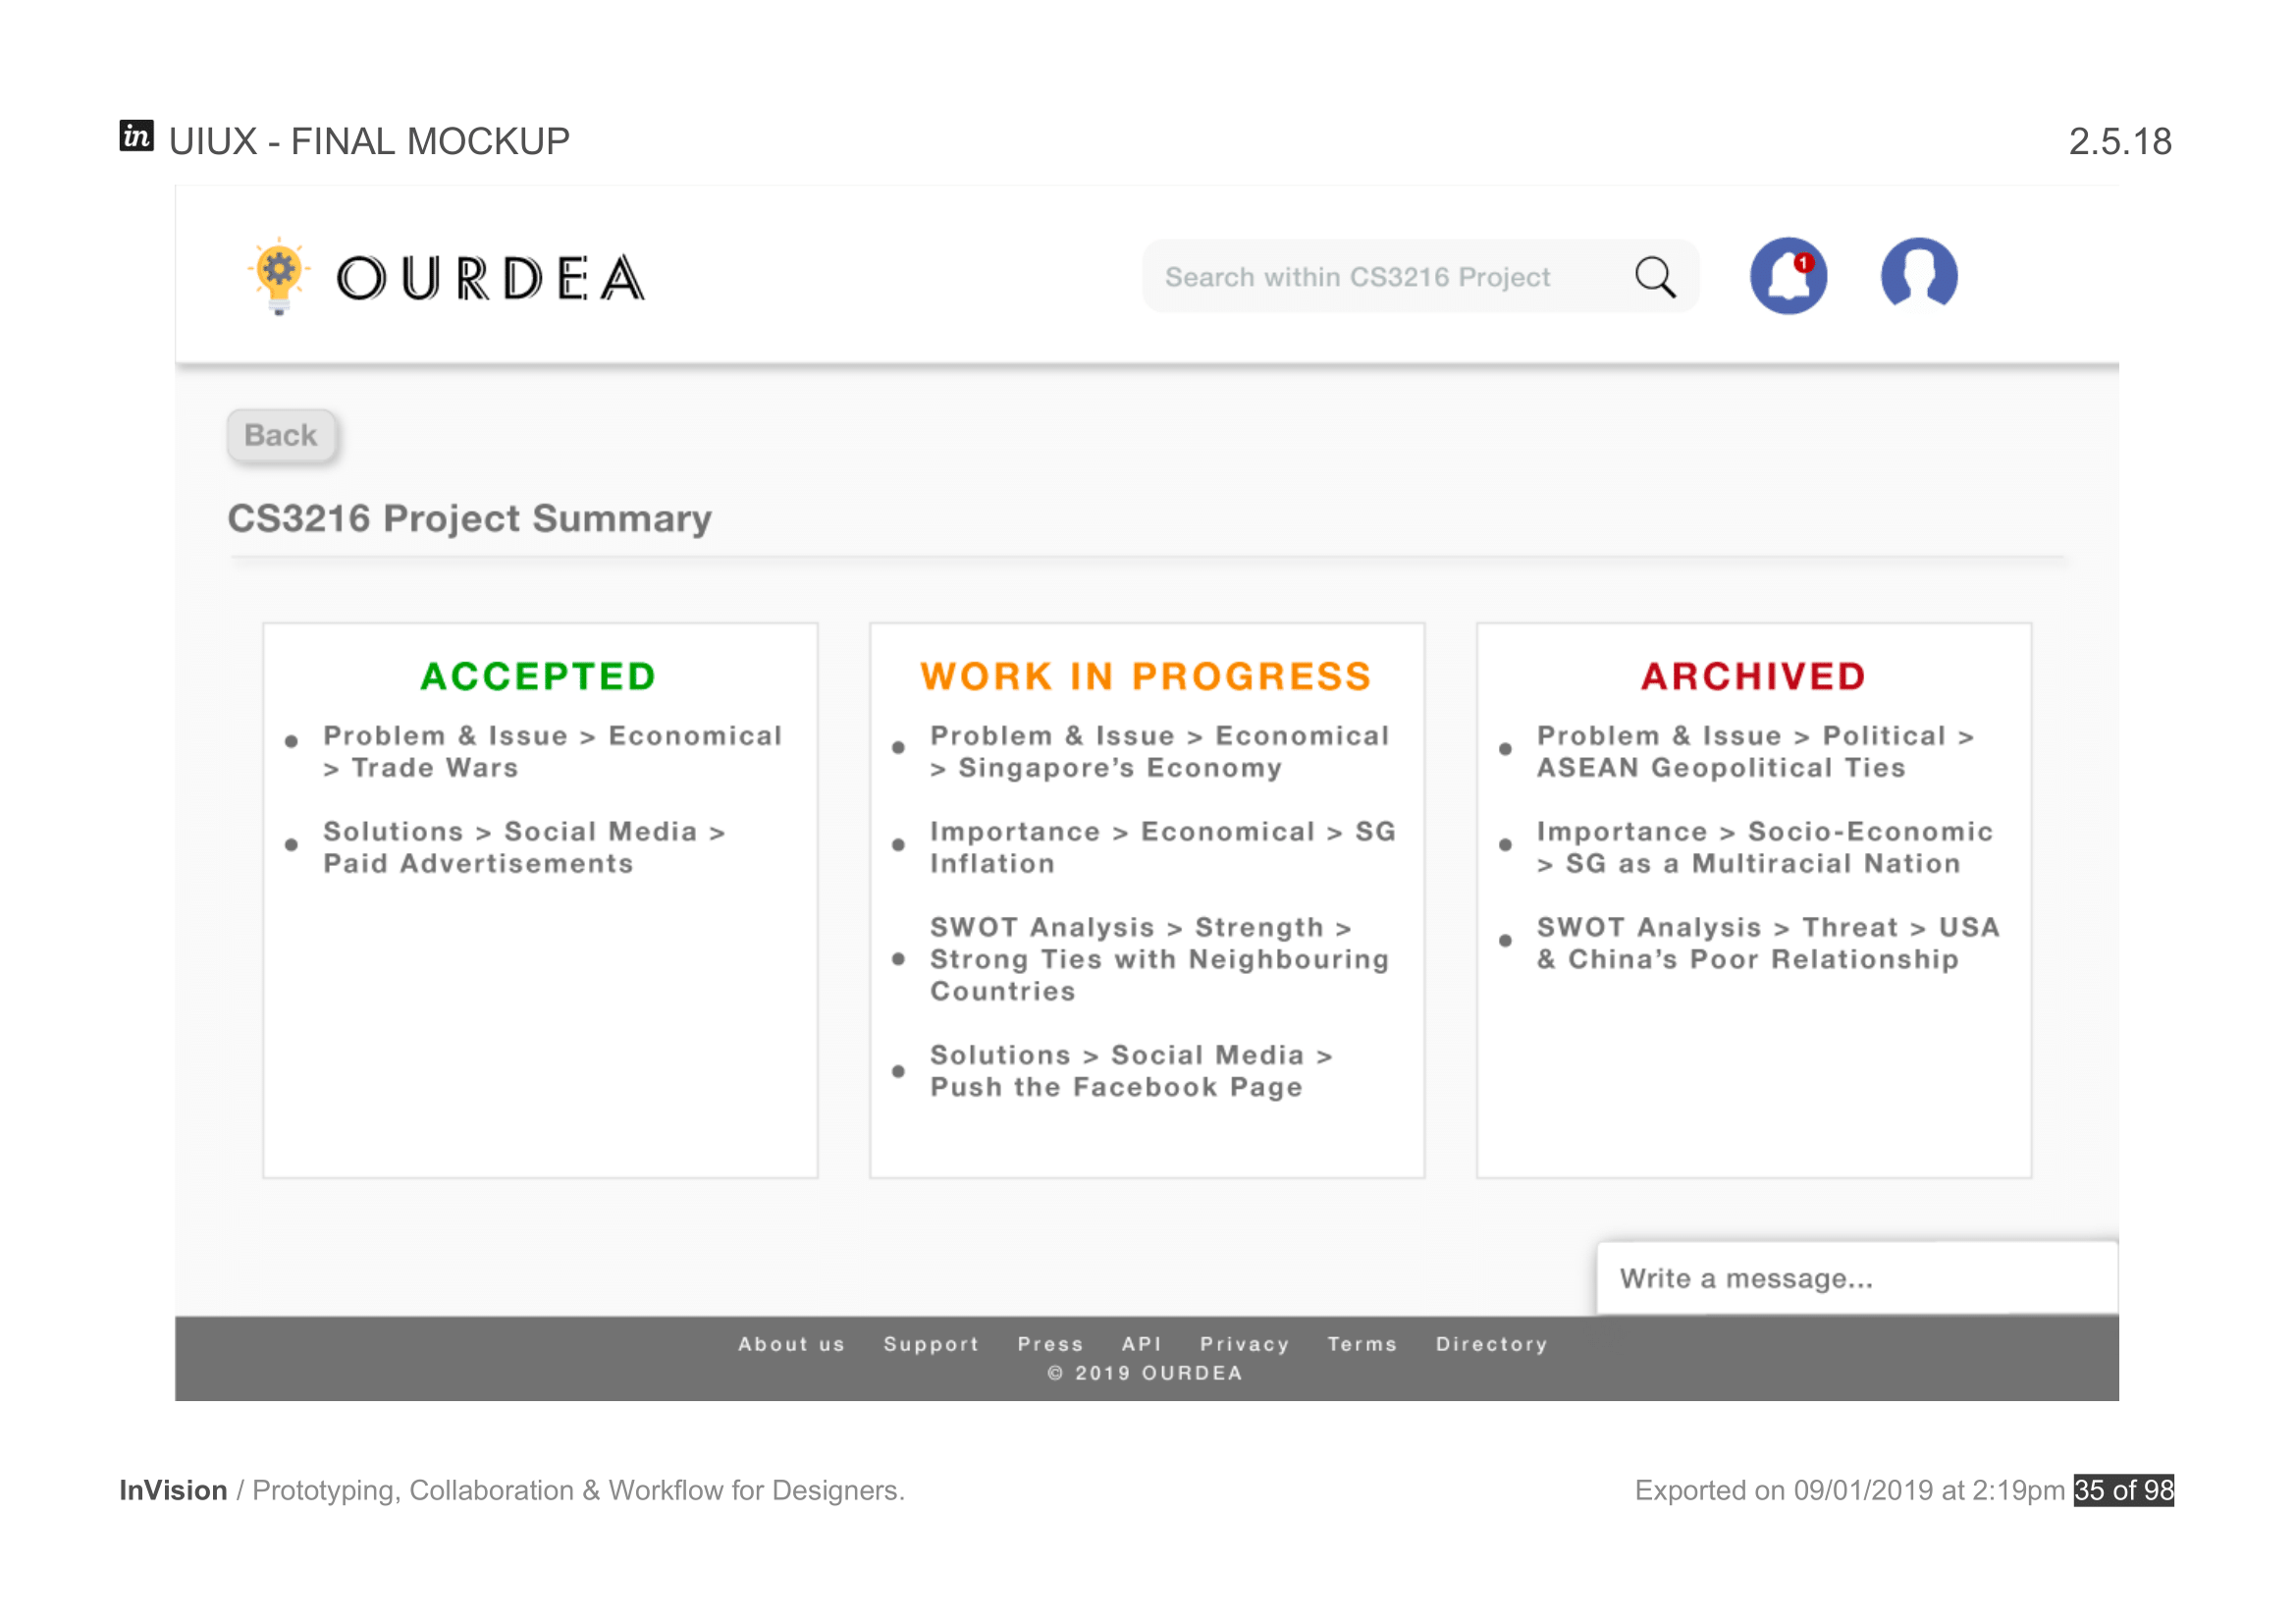 in UIUX - FINAL MOCKUP
2.5.18
OURDEA
Search within CS3216 Project
1
Back
CS3216 Project Summary
ACCEPTED
Problem & Issue > Economical
> Trade Wars
Solutions > Social Media >
Paid Advertisements
WORK IN PROGRESS
Problem & Issue > Economical
> Singapore’s Economy
Importance > Economical > SG
Inflation
SWOT Analysis > Strength >
Strong Ties with Neighbouring
Countries
Solutions > Social Media >
Push the Facebook Page
ARCHIVED
Problem & Issue > Political >
ASEAN Geopolitical Ties
Importance > Socio-Economic
> SG as a Multiracial Nation
SWOT Analysis > Threat > USA
& China’s Poor Relationship
Write a message...
About us Support Press API Privacy Terms Directory
© 2019 OURDEA
InVision / Prototyping, Collaboration & Workflow for Designers.
Exported on 09/01/2019 at 2:19pm 35 of 98